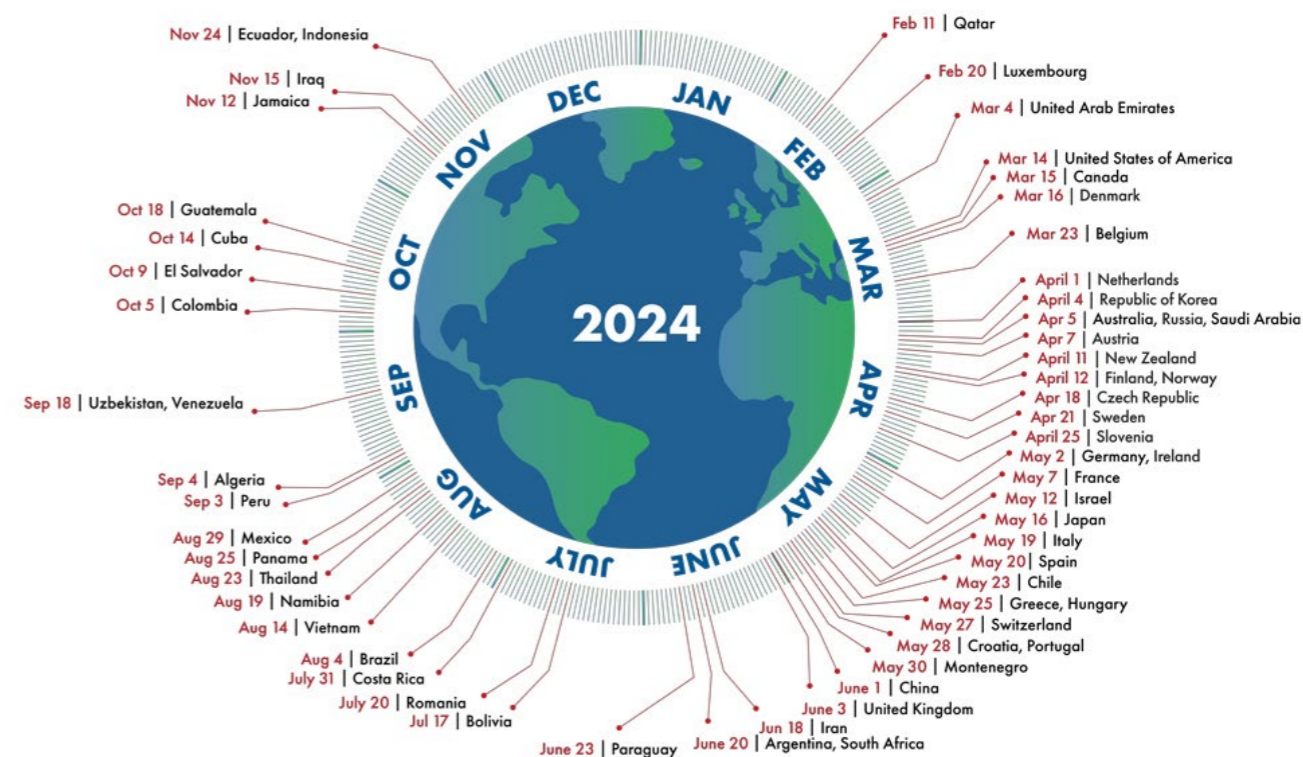 Feb 11 | Qatar
Feb 20 | Luxembourg
Mar 4 | United Arab Emirates
Mar 14 | United States of America
Mar 15 | Canada
Mar 16 | Denmark
Mar 23 | Belgium
April 1 | Netherlands
April 4 | Republic of Korea
Apr 5 | Australia, Russia, Saudi Arabia
Apr 7 | Austria
April 11 | New Zealand
April 12 | Finland, Norway
Apr 18 | Czech Republic
Apr 21 | Sweden
April 25 | Slovenia
May 2 | Germany, Ireland
May 7 | France
May 12 | Israel
May 16 | Japan
May 19 | Italy
May 20 | Spain
May 23 | Chile
May 25 | Greece, Hungary
May 27 | Switzerland
May 28 | Croatia, Portugal
May 30 | Montenegro
June 1 | China
June 3 | United Kingdom
Jun 18 | Iran
June 20 | Argentina, South Africa
June 23 | Paraguay
Jul 17 | Bolivia
July 20 | Romania
July 31 | Costa Rica
Aug 4 | Brazil
Aug 14 | Vietnam
Aug 19 | Namibia
Aug 23 | Thailand
Aug 25 | Panama
Aug 29 | Mexico
Sep 3 | Peru
Sep 4 | Algeria
Sep 18 | Uzbekistan, Venezuela
Oct 5 | Colombia
Oct 9 | El Salvador
Oct 14 | Cuba
Oct 18 | Guatemala
Nov 12 | Jamaica
Nov 15 | Iraq
Nov 24 | Ecuador, Indonesia
JAN
FEB
MAR
APR
MAY
JUNE
JULY
AUG
SEP
OCT
NOV
DEC
2024